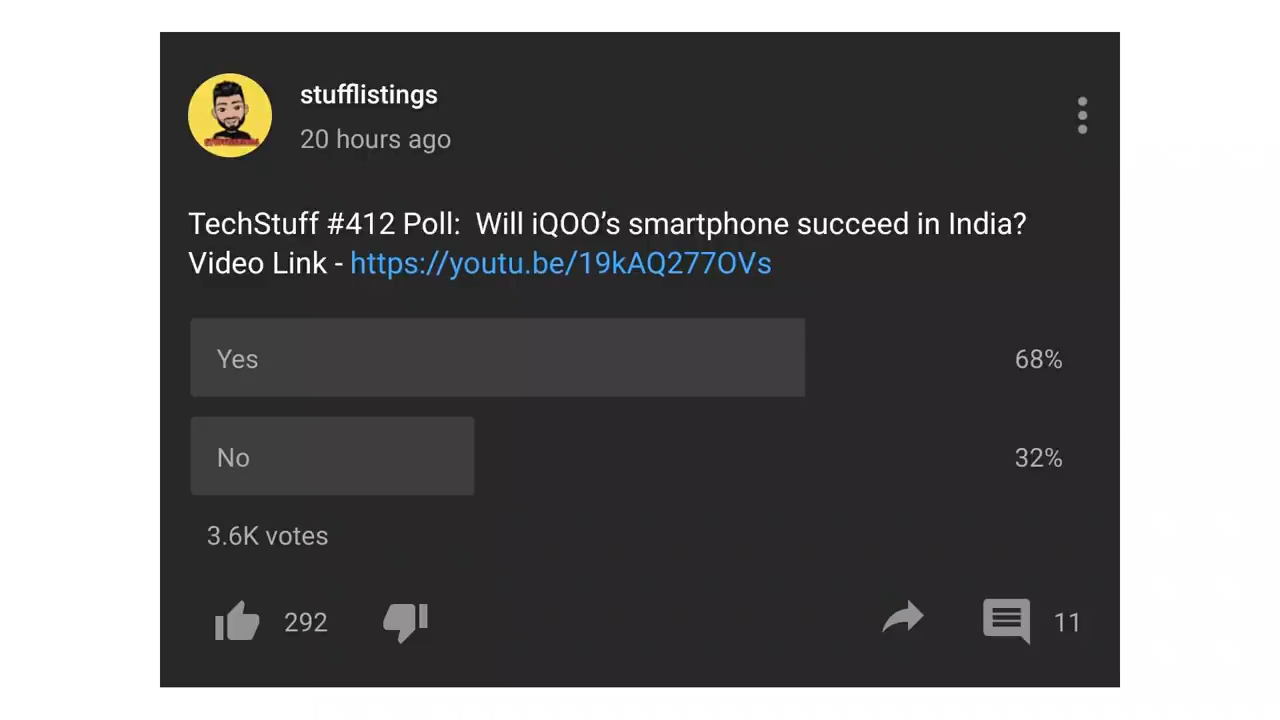 stufflistings
20 hours ago
TechStuff #412 Poll:  Will iQOO’s smartphone succeed in India?
Video Link - https://youtu.be/19kAQ277OVs
Yes 68%
No 32%
3.6K votes
292 11